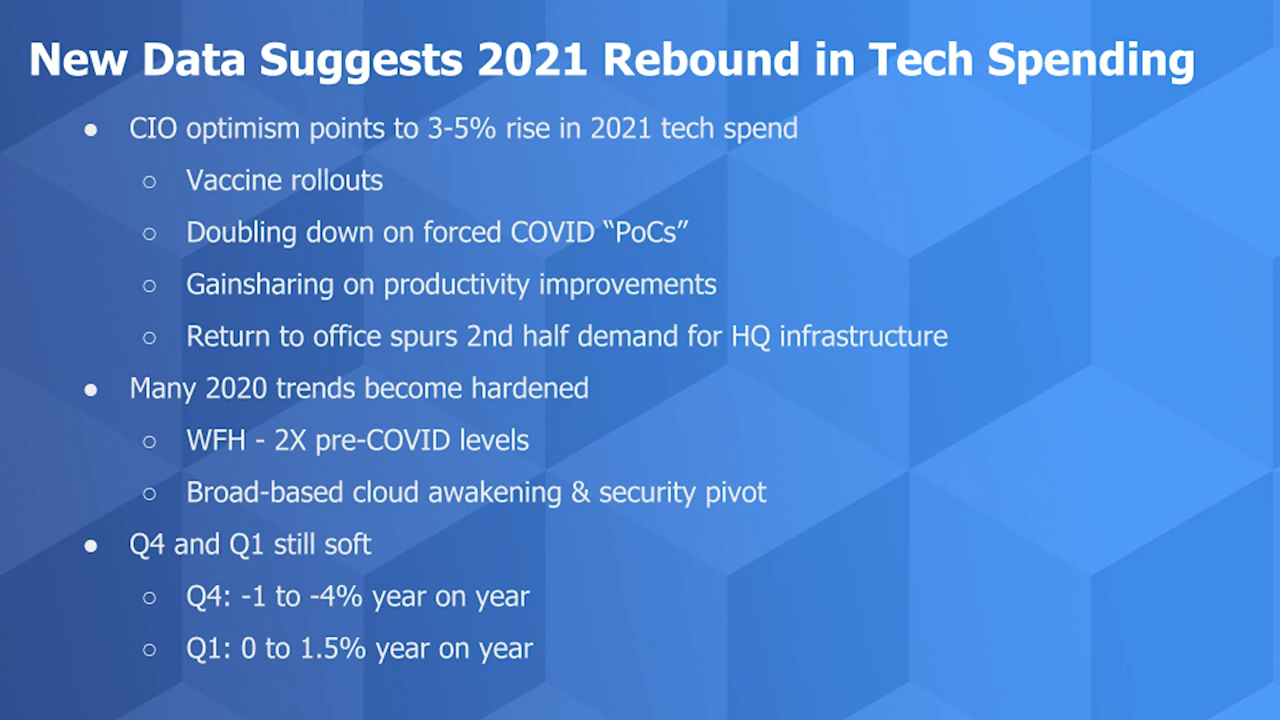 New Data Suggests 2021 Rebound in Tech Spending
● CIO optimism points to 3-5% rise in 2021 tech spend
○ Vaccine rollouts
○ Doubling down on forced COVID “PoCs”
○ Gainsharing on productivity improvements
○ Return to office spurs 2nd half demand for HQ infrastructure
● Many 2020 trends become hardened
○ WFH - 2X pre-COVID levels
○ Broad-based cloud awakening & security pivot
● Q4 and Q1 still soft
○ Q4: -1 to -4% year on year
○ Q1: 0 to 1.5% year on year